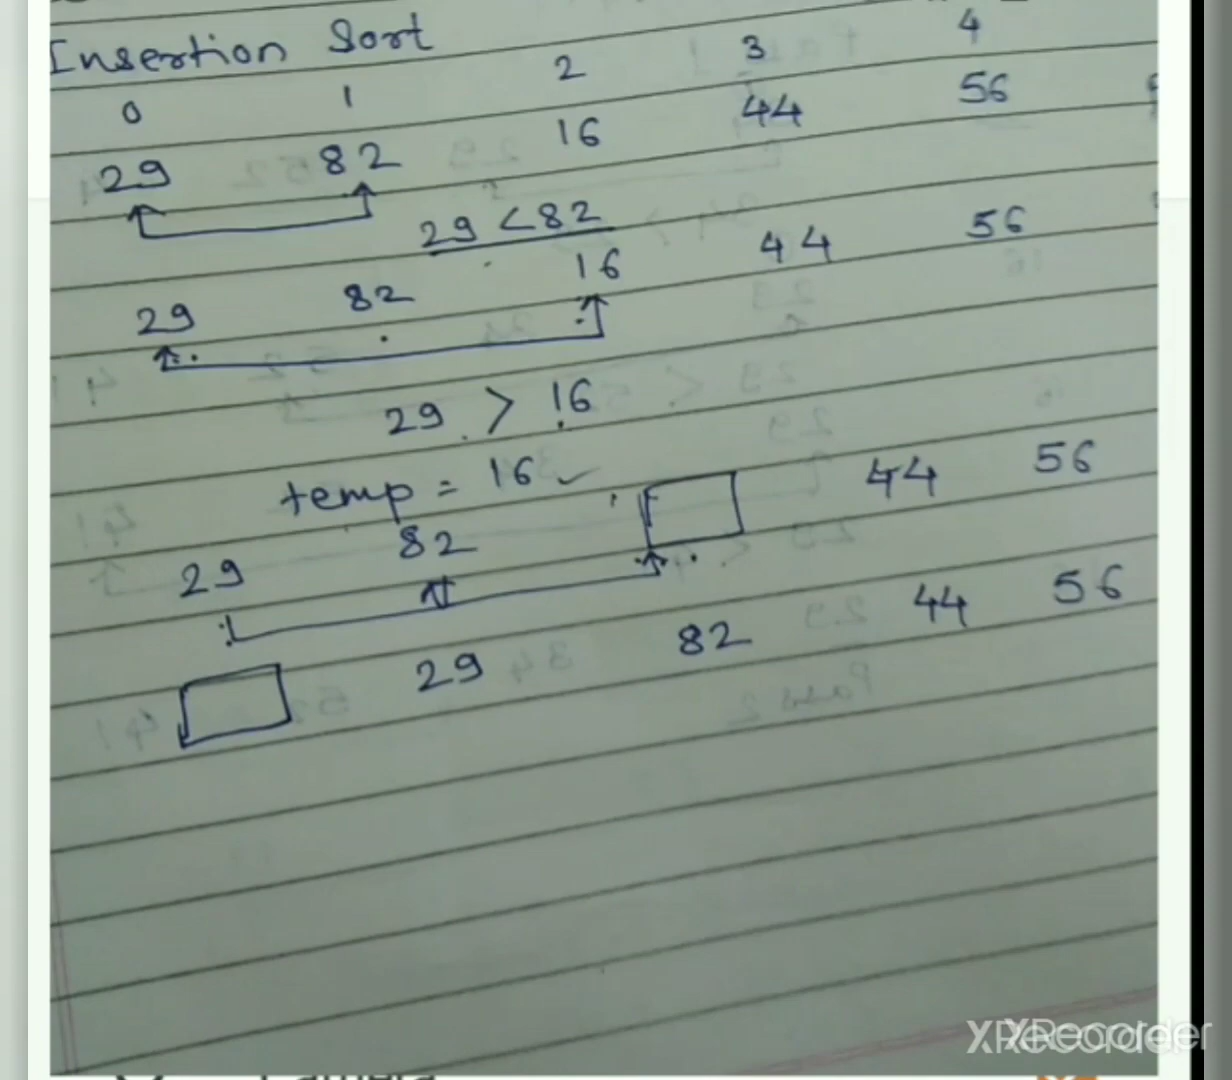 Insertion Sort
0 1 2 3 4
29 82 16 44 56
29 < 82
29 82 16 44 56
29 > 16
temp = 16 ✓
29 82 44 56
29 82 44 56
XRecorder